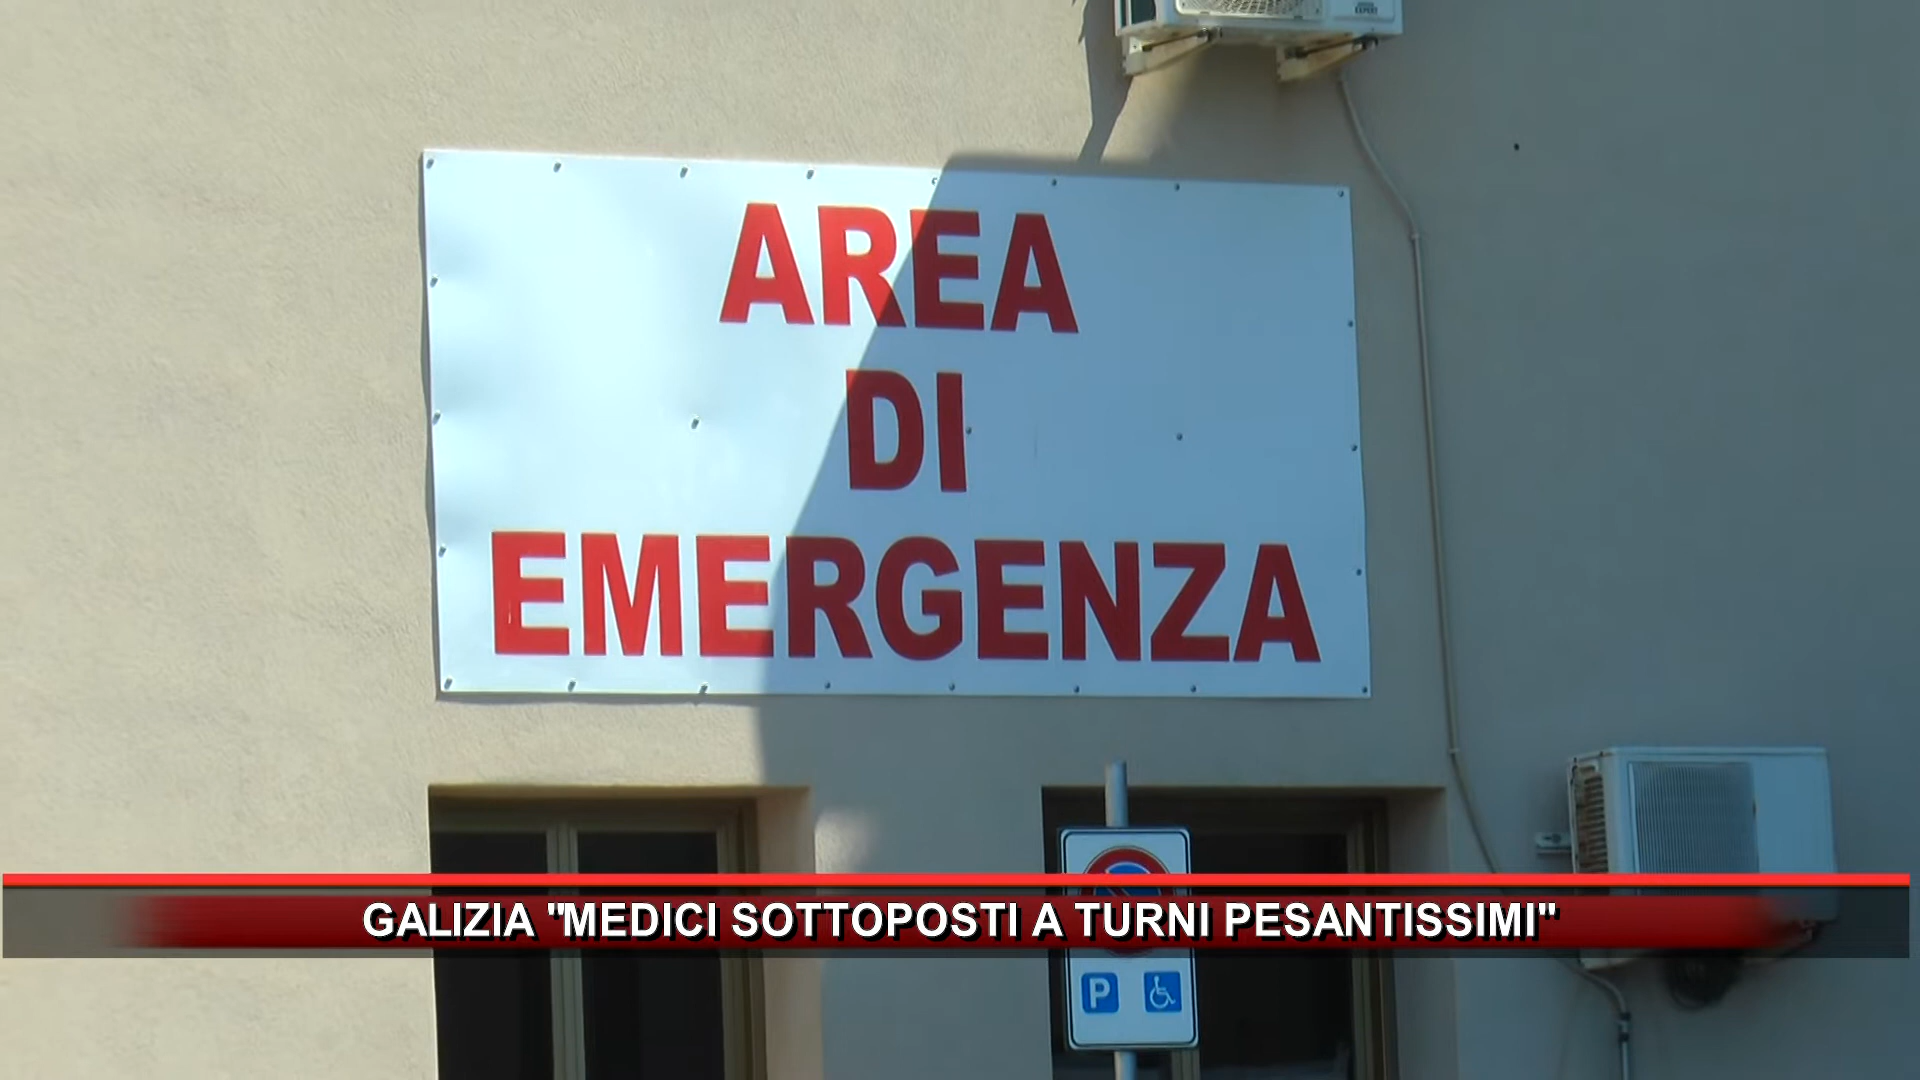 AREA
DI
EMERGENZA
GALIZIA "MEDICI SOTTOPOSTI A TURNI PESANTISSIMI"
P